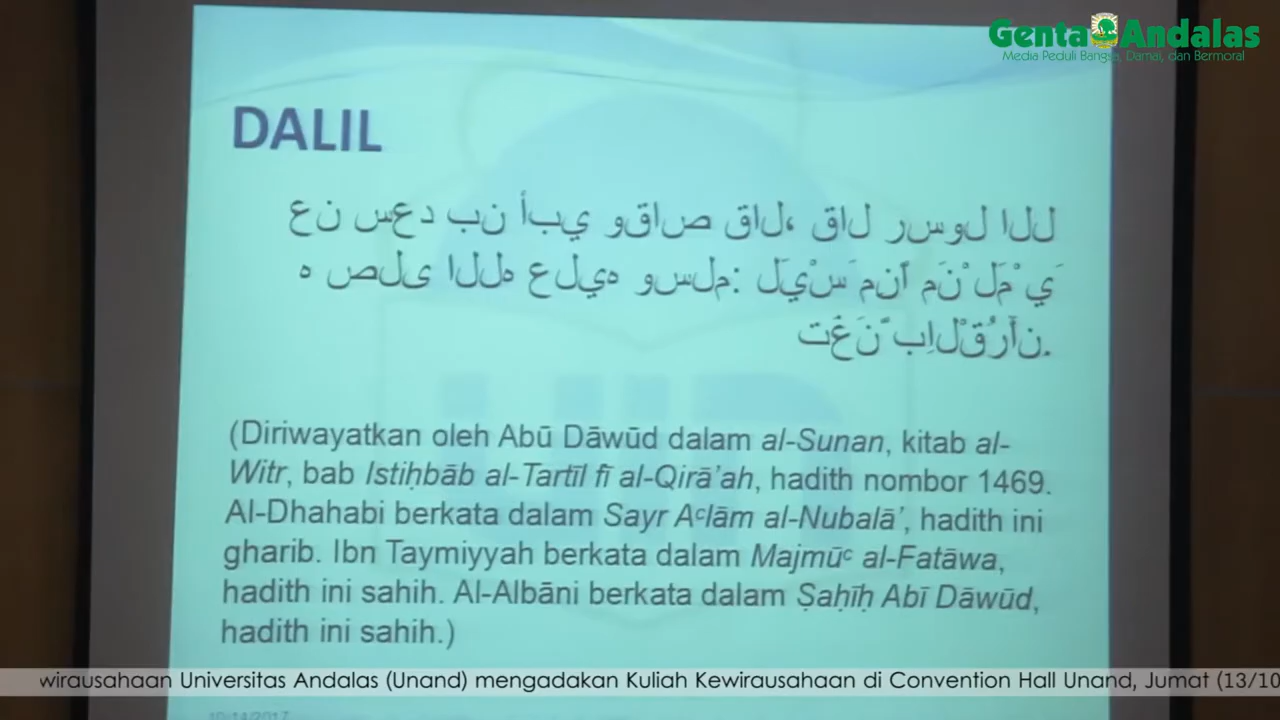 Genta Andalas
Media Peduli Bangsa, Damai, dan Bermoral
DALIL
عن سعد بن أبي وقاص قال، قال رسول الل
ه صلى الله عليه وسلم: لَيْسَ مِنَّا مَنْ لَمْ يَ
تَغَنَّ بِالْقُرْآنِ.
(Diriwayatkan oleh Abū Dāwūd dalam al-Sunan, kitab al-
Witr, bab Istiḥbāb al-Tartīl fī al-Qirā’ah, hadith nombor 1469.
Al-Dhahabi berkata dalam Sayr Aᶜlām al-Nubalā’, hadith ini
gharib. Ibn Taymiyyah berkata dalam Majmūᶜ al-Fatāwa,
hadith ini sahih. Al-Albāni berkata dalam Ṣaḥīḥ Abī Dāwūd,
hadith ini sahih.)
wirausahaan Universitas Andalas (Unand) mengadakan Kuliah Kewirausahaan di Convention Hall Unand, Jumat (13/10
10/14/2017